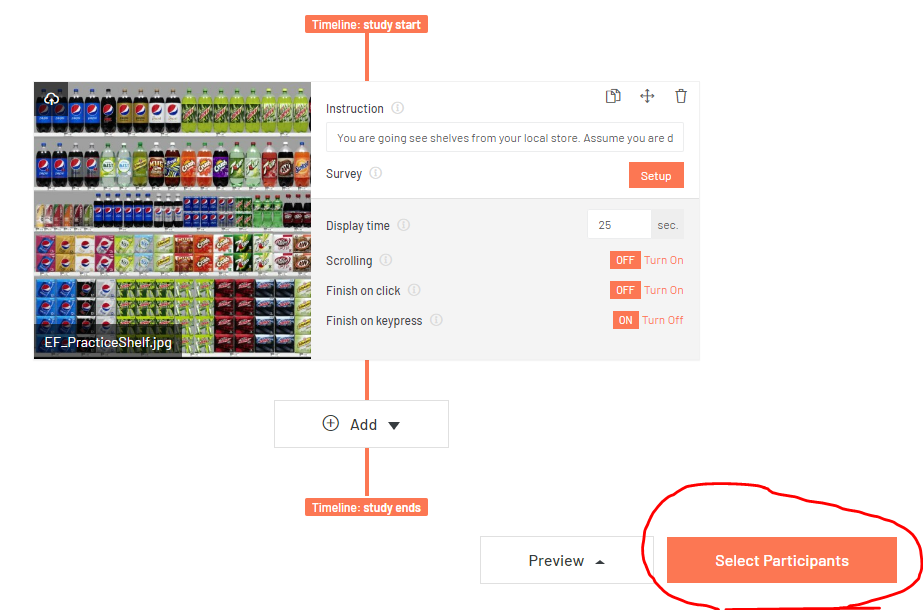 Timeline: study start
Instruction
You are going see shelves from your local store. Assume you are d
Survey
Setup
Display time
25
sec.
Scrolling
OFF Turn On
Finish on click
OFF Turn On
Finish on keypress
ON Turn Off
EF_PracticeShelf.jpg
Add
Timeline: study ends
Preview
Select Participants